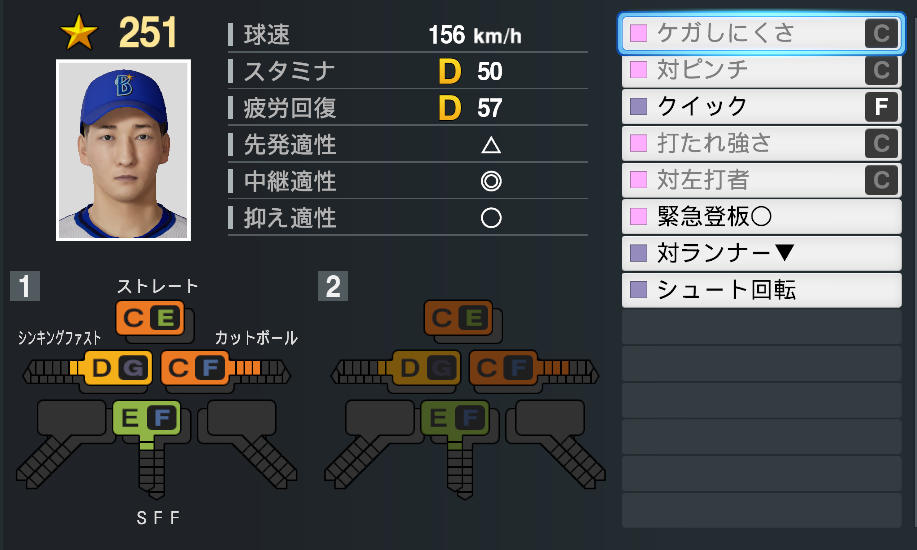 ★ 251
球速 156 km/h
スタミナ D 50
疲労回復 D 57
先発適性 △
中継適性 ◎
抑え適性 ○
B
ケガしにくさ C
対ピンチ C
クイック F
打たれ強さ C
対左打者 C
緊急登板○
対ランナー▼
シュート回転
1
ストレート
C E
シンキングファスト
カットボール
D G
C F
E F
SFF
2
C E
D G
C F
E F